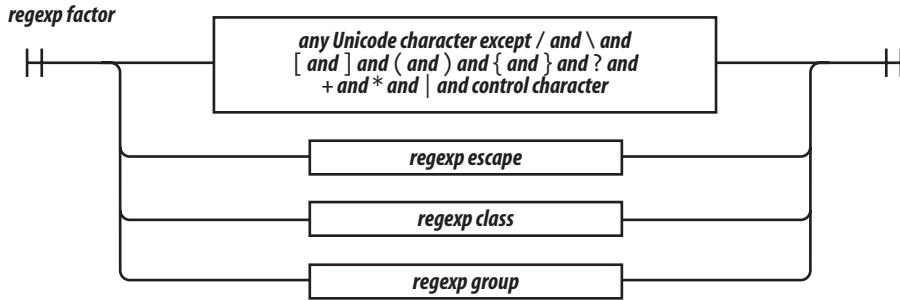 regexp factor
any Unicode character except / and \ and
[ and ] and ( and ) and { and } and ? and
+ and * and | and control character
regexp escape
regexp class
regexp group